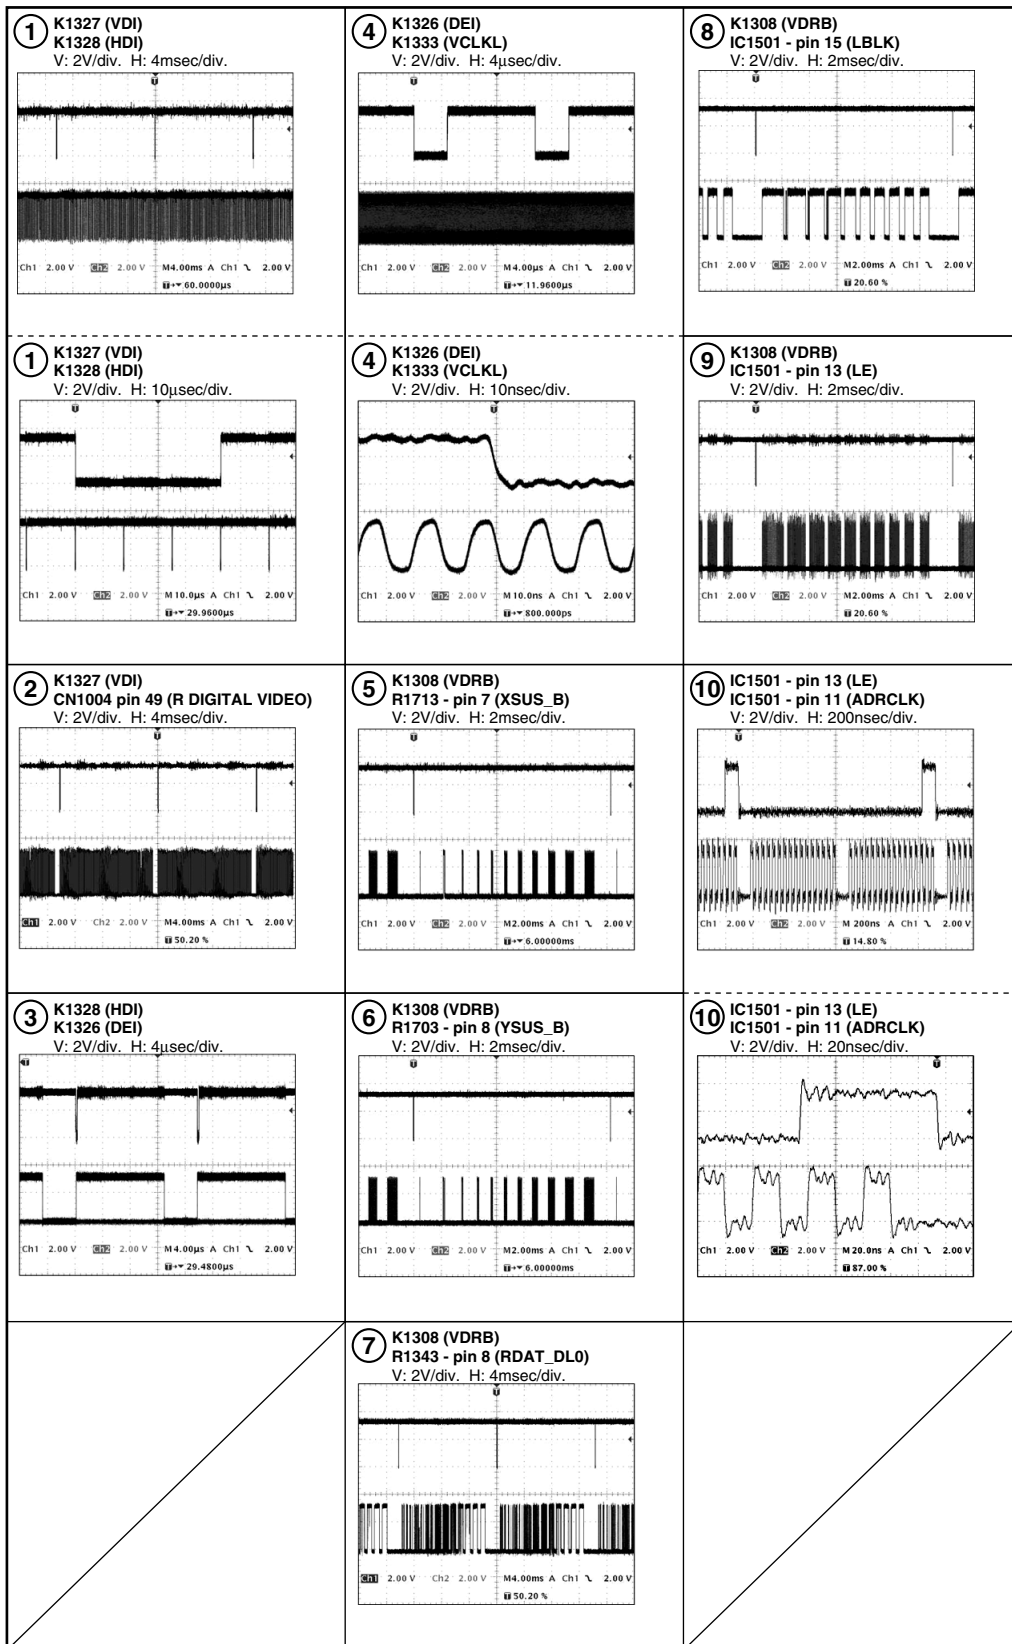 1 K1327 (VDI)
K1328 (HDI)
V: 2V/div. H: 4msec/div.
T
Ch1 2.00 V Ch2 2.00 V M4.00ms A Ch1 2.00 V
T→▼ 60.0000µs
1 K1327 (VDI)
K1328 (HDI)
V: 2V/div. H: 10µsec/div.
T
Ch1 2.00 V Ch2 2.00 V M10.0µs A Ch1 2.00 V
T→▼ 29.9600µs
2 K1327 (VDI)
CN1004 pin 49 (R DIGITAL VIDEO)
V: 2V/div. H: 4msec/div.
T
Ch1 2.00 V Ch2 2.00 V M4.00ms A Ch1 2.00 V
T 50.20 %
3 K1328 (HDI)
K1326 (DEI)
V: 2V/div. H: 4µsec/div.
T
Ch1 2.00 V Ch2 2.00 V M4.00µs A Ch1 2.00 V
T→▼ 29.4800µs
4 K1326 (DEI)
K1333 (VCLKL)
V: 2V/div. H: 4µsec/div.
T
Ch1 2.00 V Ch2 2.00 V M4.00µs A Ch1 2.00 V
T→▼ 11.9600µs
4 K1326 (DEI)
K1333 (VCLKL)
V: 2V/div. H: 10nsec/div.
T
Ch1 2.00 V Ch2 2.00 V M10.0ns A Ch1 2.00 V
T→▼ 800.000ps
5 K1308 (VDRB)
R1713 - pin 7 (XSUS_B)
V: 2V/div. H: 2msec/div.
T
Ch1 2.00 V Ch2 2.00 V M2.00ms A Ch1 2.00 V
T→▼ 6.00000ms
6 K1308 (VDRB)
R1703 - pin 8 (YSUS_B)
V: 2V/div. H: 2msec/div.
T
Ch1 2.00 V Ch2 2.00 V M2.00ms A Ch1 2.00 V
T→▼ 6.00000ms
7 K1308 (VDRB)
R1343 - pin 8 (RDAT_DL0)
V: 2V/div. H: 4msec/div.
T
Ch1 2.00 V Ch2 2.00 V M4.00ms A Ch1 2.00 V
T 50.20 %
8 K1308 (VDRB)
IC1501 - pin 15 (LBLK)
V: 2V/div. H: 2msec/div.
T
Ch1 2.00 V Ch2 2.00 V M2.00ms A Ch1 2.00 V
T 20.60 %
9 K1308 (VDRB)
IC1501 - pin 13 (LE)
V: 2V/div. H: 2msec/div.
T
Ch1 2.00 V Ch2 2.00 V M2.00ms A Ch1 2.00 V
T 20.60 %
10 IC1501 - pin 13 (LE)
IC1501 - pin 11 (ADRCLK)
V: 2V/div. H: 200nsec/div.
T
Ch1 2.00 V Ch2 2.00 V M 200ns A Ch1 2.00 V
T 14.80 %
10 IC1501 - pin 13 (LE)
IC1501 - pin 11 (ADRCLK)
V: 2V/div. H: 20nsec/div.
T
Ch1 2.00 V Ch2 2.00 V M20.0ns A Ch1 2.00 V
T 87.00 %